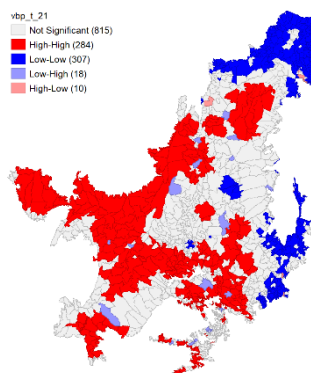 vbp_t_21
Not Significant (815)
High-High (284)
Low-Low (307)
Low-High (18)
High-Low (10)